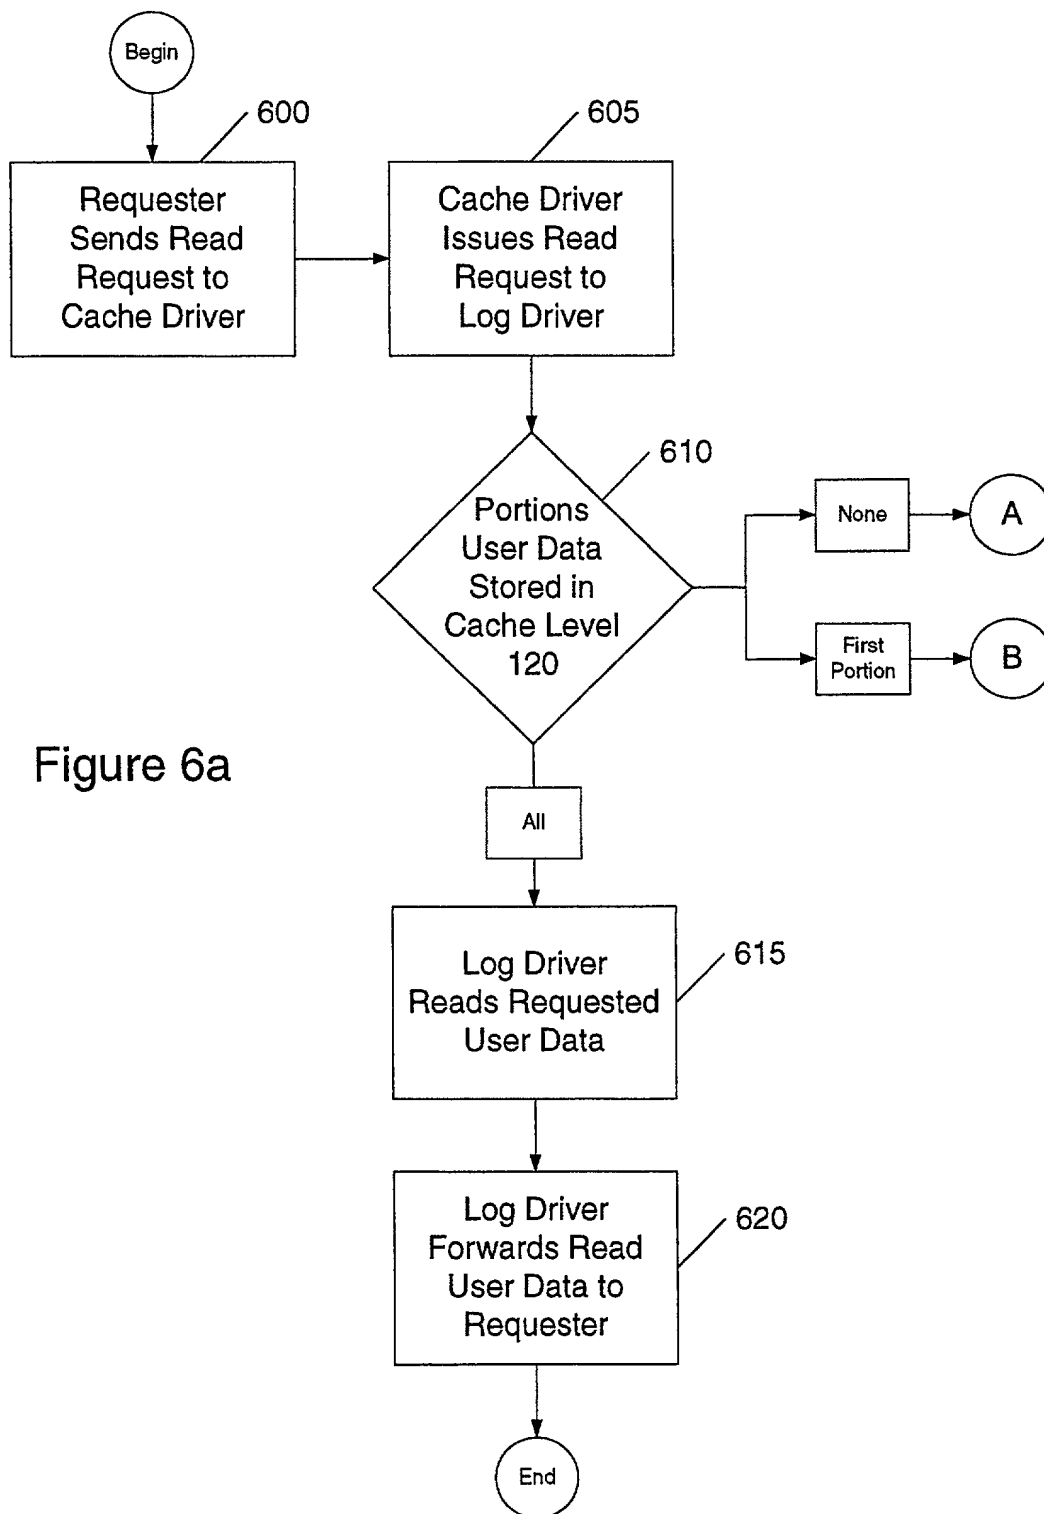 Begin
600
Requester
Sends Read
Request to
Cache Driver
605
Cache Driver
Issues Read
Request to
Log Driver
610
Portions
User Data
Stored in
Cache Level
120
None
A
First
Portion
B
Figure 6a
All
615
Log Driver
Reads Requested
User Data
620
Log Driver
Forwards Read
User Data to
Requester
End